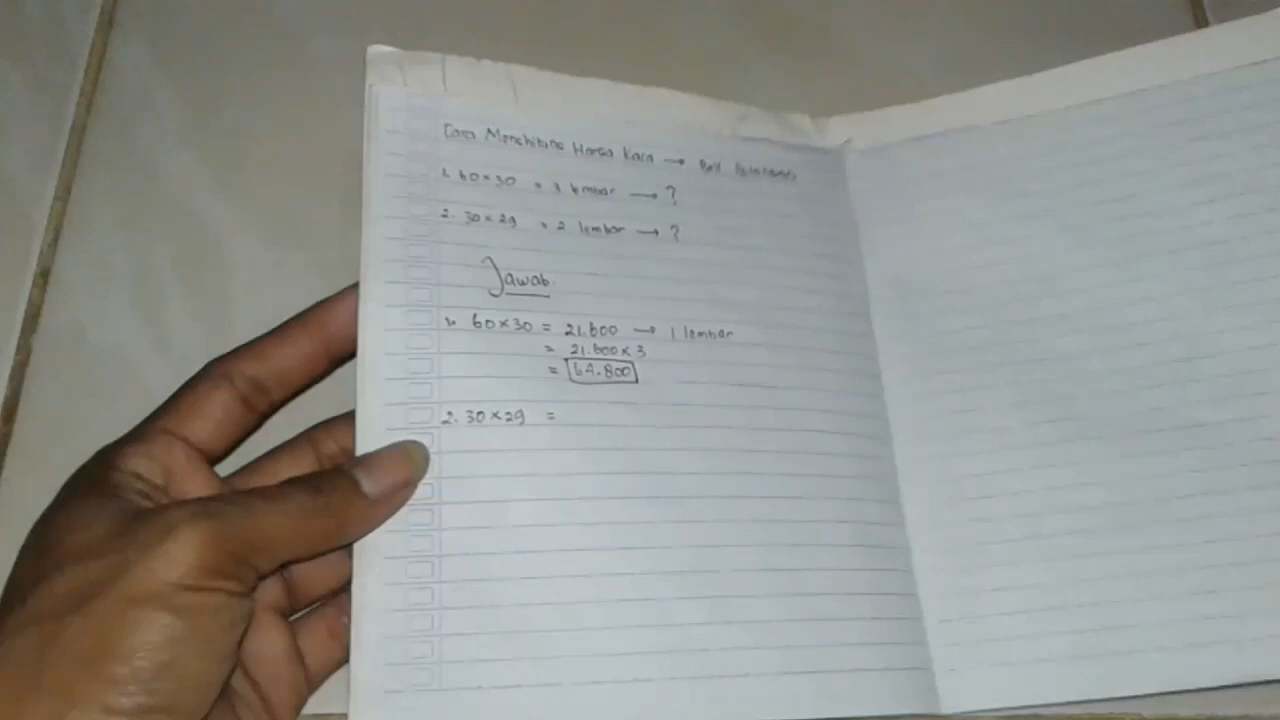 Cara Menghitung Harga Kaca → Beli Potongan
1. 60 x 30 = 3 lembar → ?
2. 30 x 29 = 2 lembar → ?
Jawab.
1. 60 x 30 = 21.600 → 1 lembar
= 21.600 x 3
= 64.800
2. 30 x 29 =